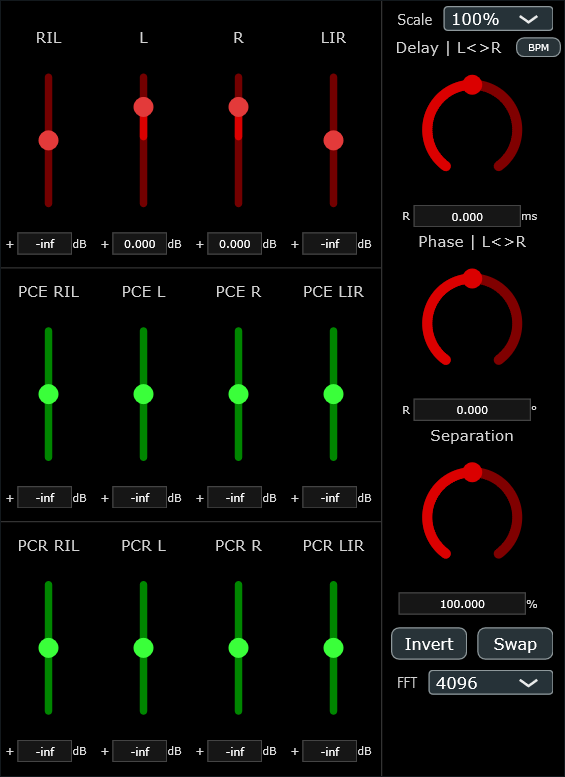 RIL L R LIR
+ -inf dB + 0.000 dB + 0.000 dB + -inf dB
PCE RIL PCE L PCE R PCE LIR
+ -inf dB + -inf dB + -inf dB + -inf dB
PCR RIL PCR L PCR R PCR LIR
+ -inf dB + -inf dB + -inf dB + -inf dB
Scale 100%
Delay | L<>R BPM
R 0.000 ms
Phase | L<>R
R 0.000 °
Separation
100.000 %
Invert Swap
FFT 4096